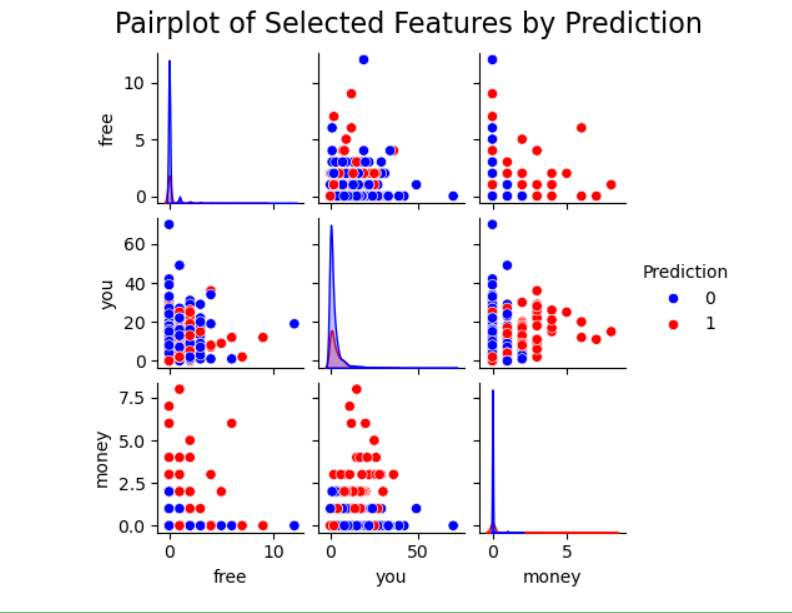 Pairplot of Selected Features by Prediction
free
10
5
0
you
60
40
20
0
Prediction
0
1
money
7.5
5.0
2.5
0.0
0 10
0 50
0 5
free
you
money